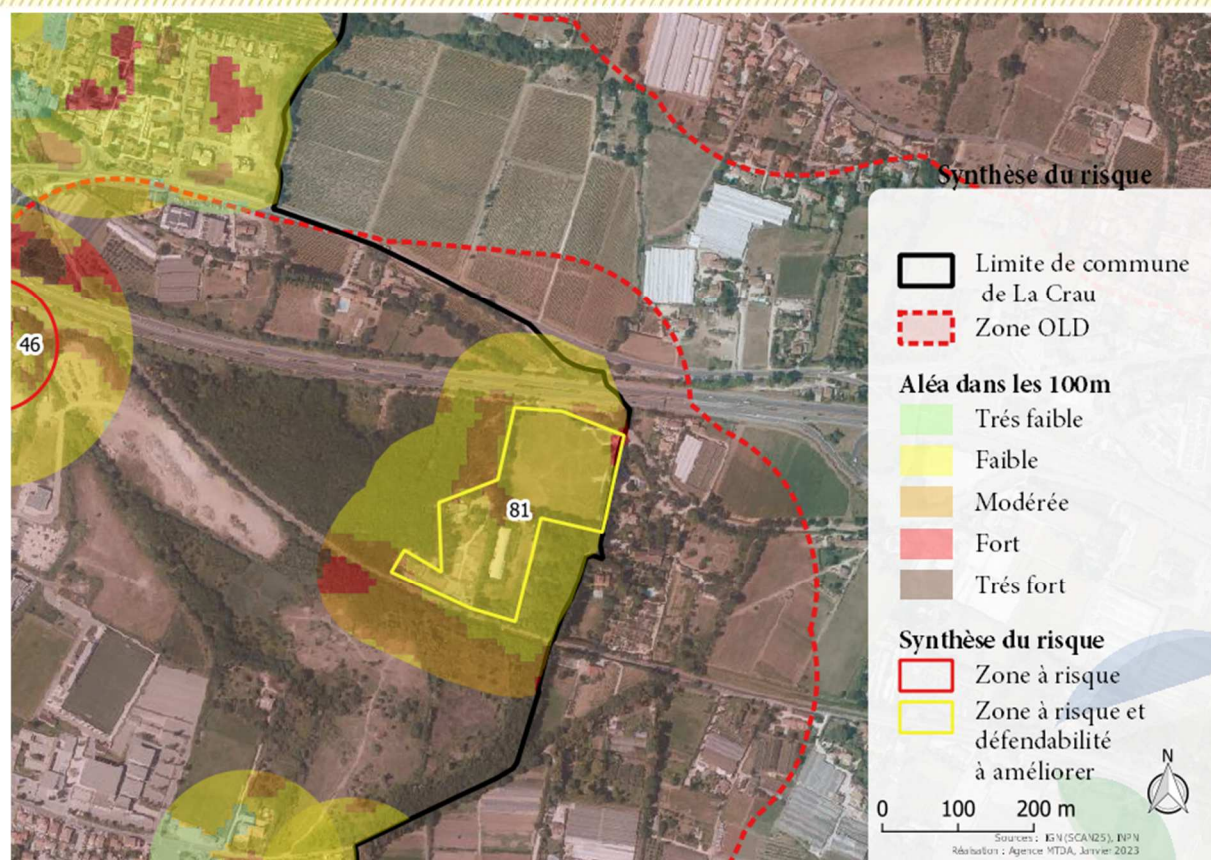 Synthèse du risque
Limite de commune
de La Crau
Zone OLD
Aléa dans les 100m
Trés faible
Faible
Modérée
Fort
Trés fort
Synthèse du risque
Zone à risque
Zone à risque et
défendabilité
à améliorer
N
0 100 200 m
Sources : IGN (SCAN25), INPN
Réalisation : Agence MTDA, Janvier 2023
46
81